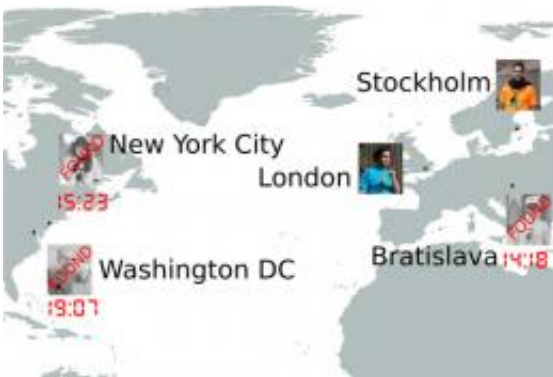 Stockholm
FOUND
New York City
London
15:23
FOUND
Bratislava
14:18
FOUND
Washington DC
19:07